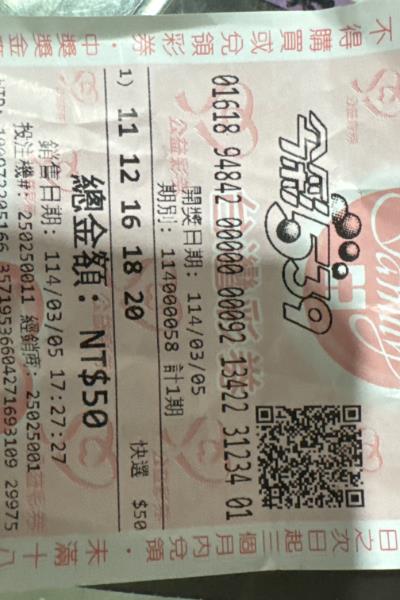 不得購買或兌領彩券中獎獎金
今彩539
01618 94842 00000 00092 13422 31234 01
開獎日期: 114/03/05
期別: 114000058 計1期
1) 11 12 16 18 20 快選 $50
總金額: NT$50
銷售日期: 114/03/05 17:27:27
投注機#: 250250011 經銷商: 25025001
日之次日起三個月內兌領
未滿十八